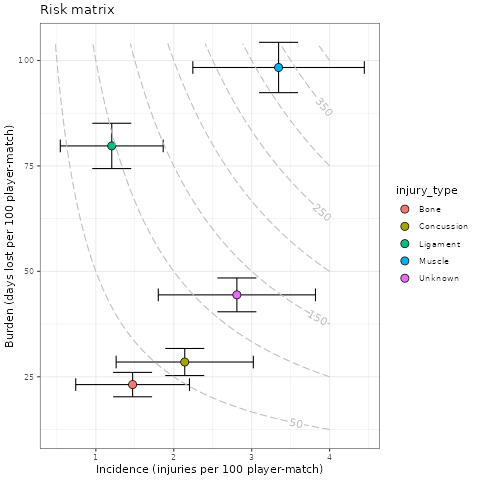 Risk matrix
100
75
50
25
350
250
150
50
1
2
3
4
Burden (days lost per 100 player-match)
Incidence (injuries per 100 player-match)
injury_type
Bone
Concussion
Ligament
Muscle
Unknown